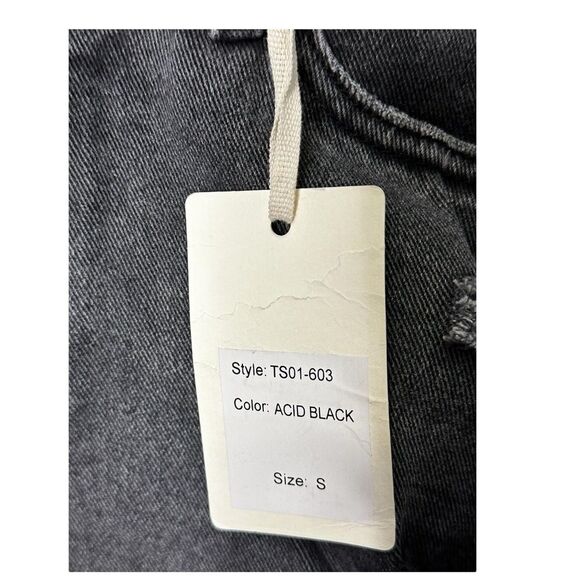 Style: TS01-603
Color: ACID BLACK
Size: S